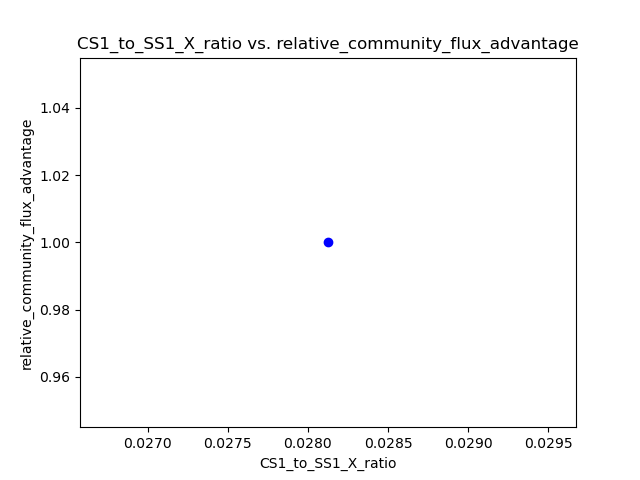 CS1_to_SS1_X_ratio vs. relative_community_flux_advantage
relative_community_flux_advantage
1.04
1.02
1.00
0.98
0.96
0.0270 0.0275 0.0280 0.0285 0.0290 0.0295
CS1_to_SS1_X_ratio